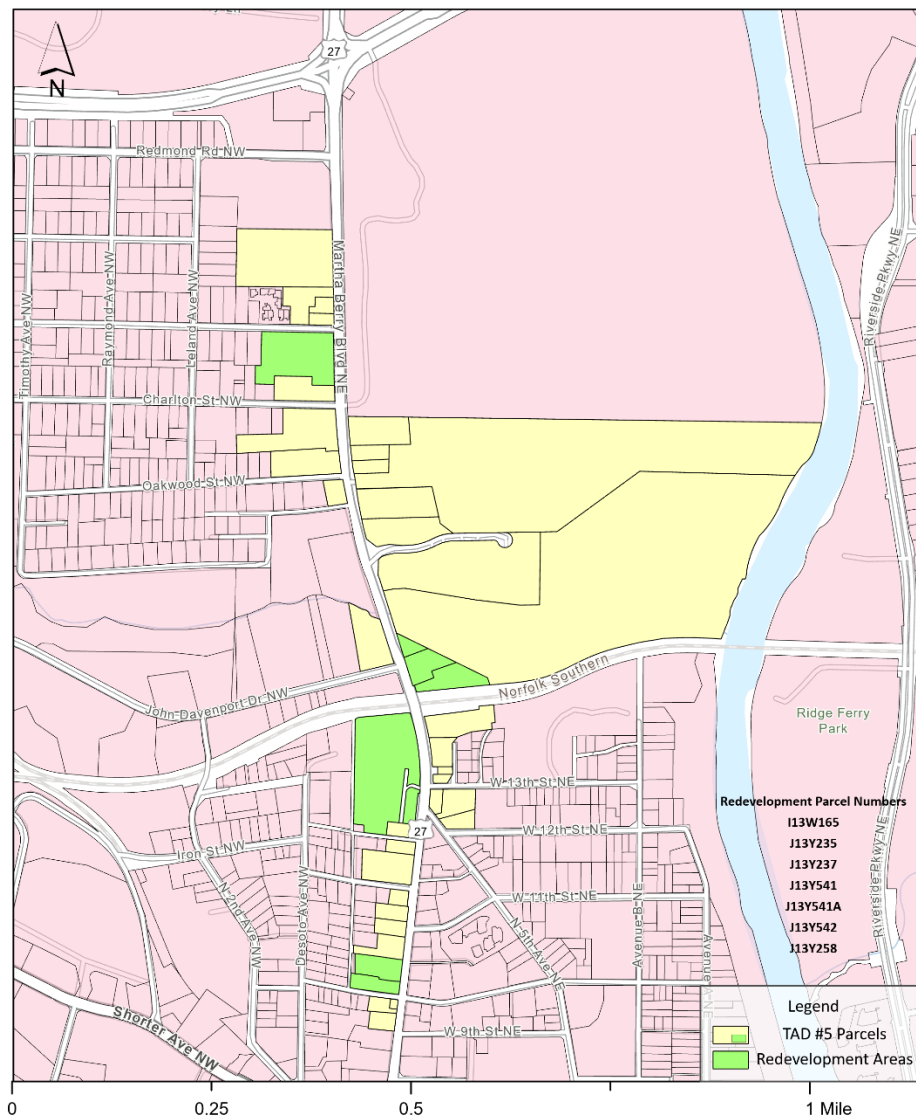 27
N
Redmond Rd NW
Martha Berry Blvd NE
Riverside Pkwy NE
Timothy Ave NW
Raymond Ave NW
Leland Ave NW
Charlton St NW
Oakwood St NW
Norfolk Southern
John Davenport Dr NW
Ridge Ferry
Park
W 13th St NE
Redevelopment Parcel Numbers
I13W165
J13Y235
J13Y237
J13Y541
J13Y541A
J13Y542
J13Y258
27
W 12th St NE
Iron St NW
N 2nd Ave NW
Desoto Ave NW
W 11th St NE
N 5th Ave NE
Avenue B NE
Avenue A NE
Riverside Pkwy NE
Shorter Ave NW
W 9th St NE
Legend
TAD #5 Parcels
Redevelopment Areas
0 0.25 0.5 1 Mile